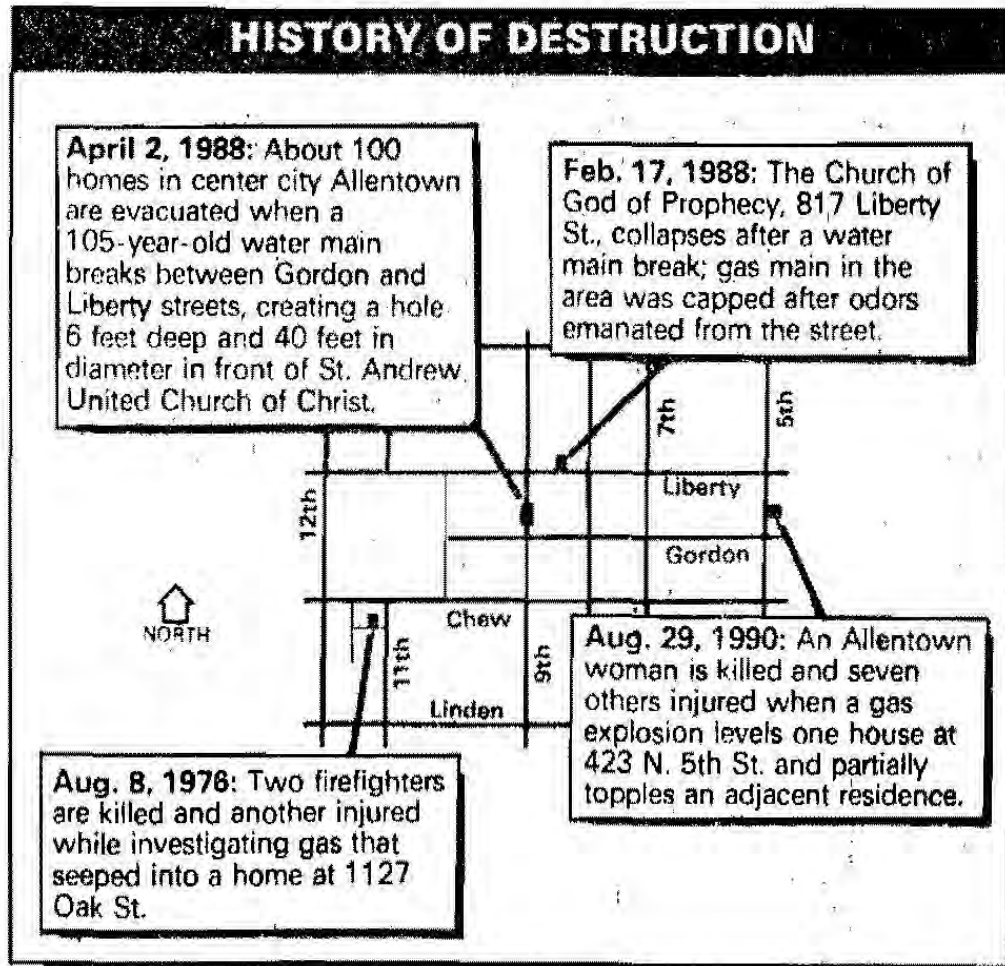 HISTORY OF DESTRUCTION
April 2, 1988: About 100
homes in center city Allentown
are evacuated when a
105-year-old water main
breaks between Gordon and
Liberty streets, creating a hole
6 feet deep and 40 feet in
diameter in front of St. Andrew
United Church of Christ.
Feb. 17, 1988: The Church of
God of Prophecy, 817 Liberty
St., collapses after a water
main break; gas main in the
area was capped after odors
emanated from the street.
12th
7th
5th
Liberty
Gordon
NORTH
Chew
11th
9th
Linden
Aug. 29, 1990: An Allentown
woman is killed and seven
others injured when a gas
explosion levels one house at
423 N. 5th St. and partially
topples an adjacent residence.
Aug. 8, 1976: Two firefighters
are killed and another injured
while investigating gas that
seeped into a home at 1127
Oak St.